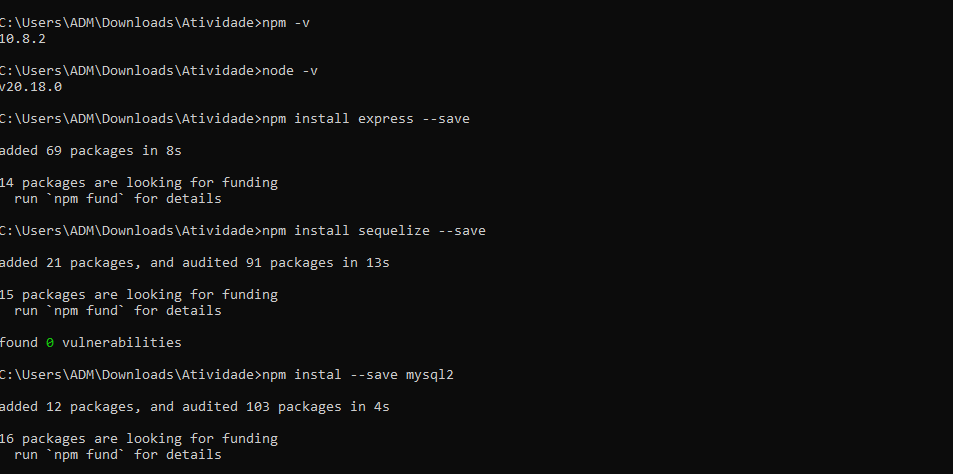 C:\Users\ADM\Downloads\Atividade>npm -v
10.8.2
C:\Users\ADM\Downloads\Atividade>node -v
v20.18.0
C:\Users\ADM\Downloads\Atividade>npm install express --save
added 69 packages in 8s
14 packages are looking for funding
  run `npm fund` for details
C:\Users\ADM\Downloads\Atividade>npm install sequelize --save
added 21 packages, and audited 91 packages in 13s
15 packages are looking for funding
  run `npm fund` for details
found 0 vulnerabilities
C:\Users\ADM\Downloads\Atividade>npm instal --save mysql2
added 12 packages, and audited 103 packages in 4s
16 packages are looking for funding
  run `npm fund` for details